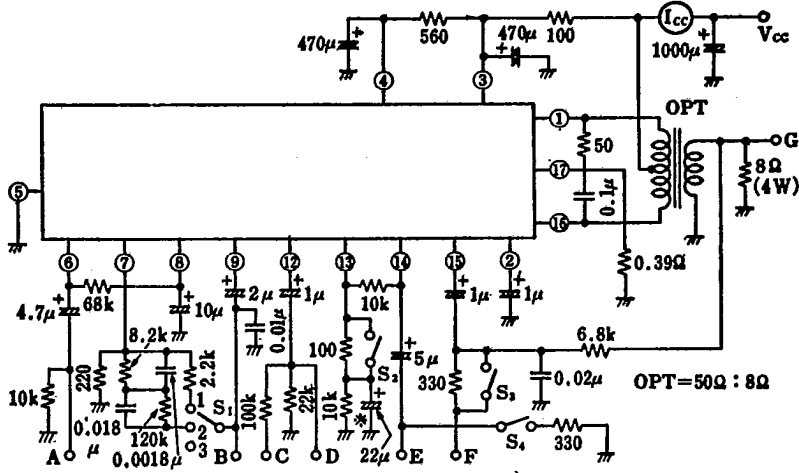 Icc
Vcc
470μ
560
470μ
100
1000μ
4
3
OPT
1
50
G
8Ω
(4W)
17
0.1μ
5
16
0.39Ω
6
7
8
9
12
13
14
15
2
4.7μ
68k
10μ
2μ
1μ
10k
1μ
1μ
0.01μ
6.8k
8.2k
100
S2
5μ
220
2.2k
330
S3
0.02μ
OPT=50Ω:8Ω
10k
S1
1
2
3
100k
22k
10k
※
0.018
μ
120k
0.0018μ
22μ
S4
330
A
B
C
D
E
F